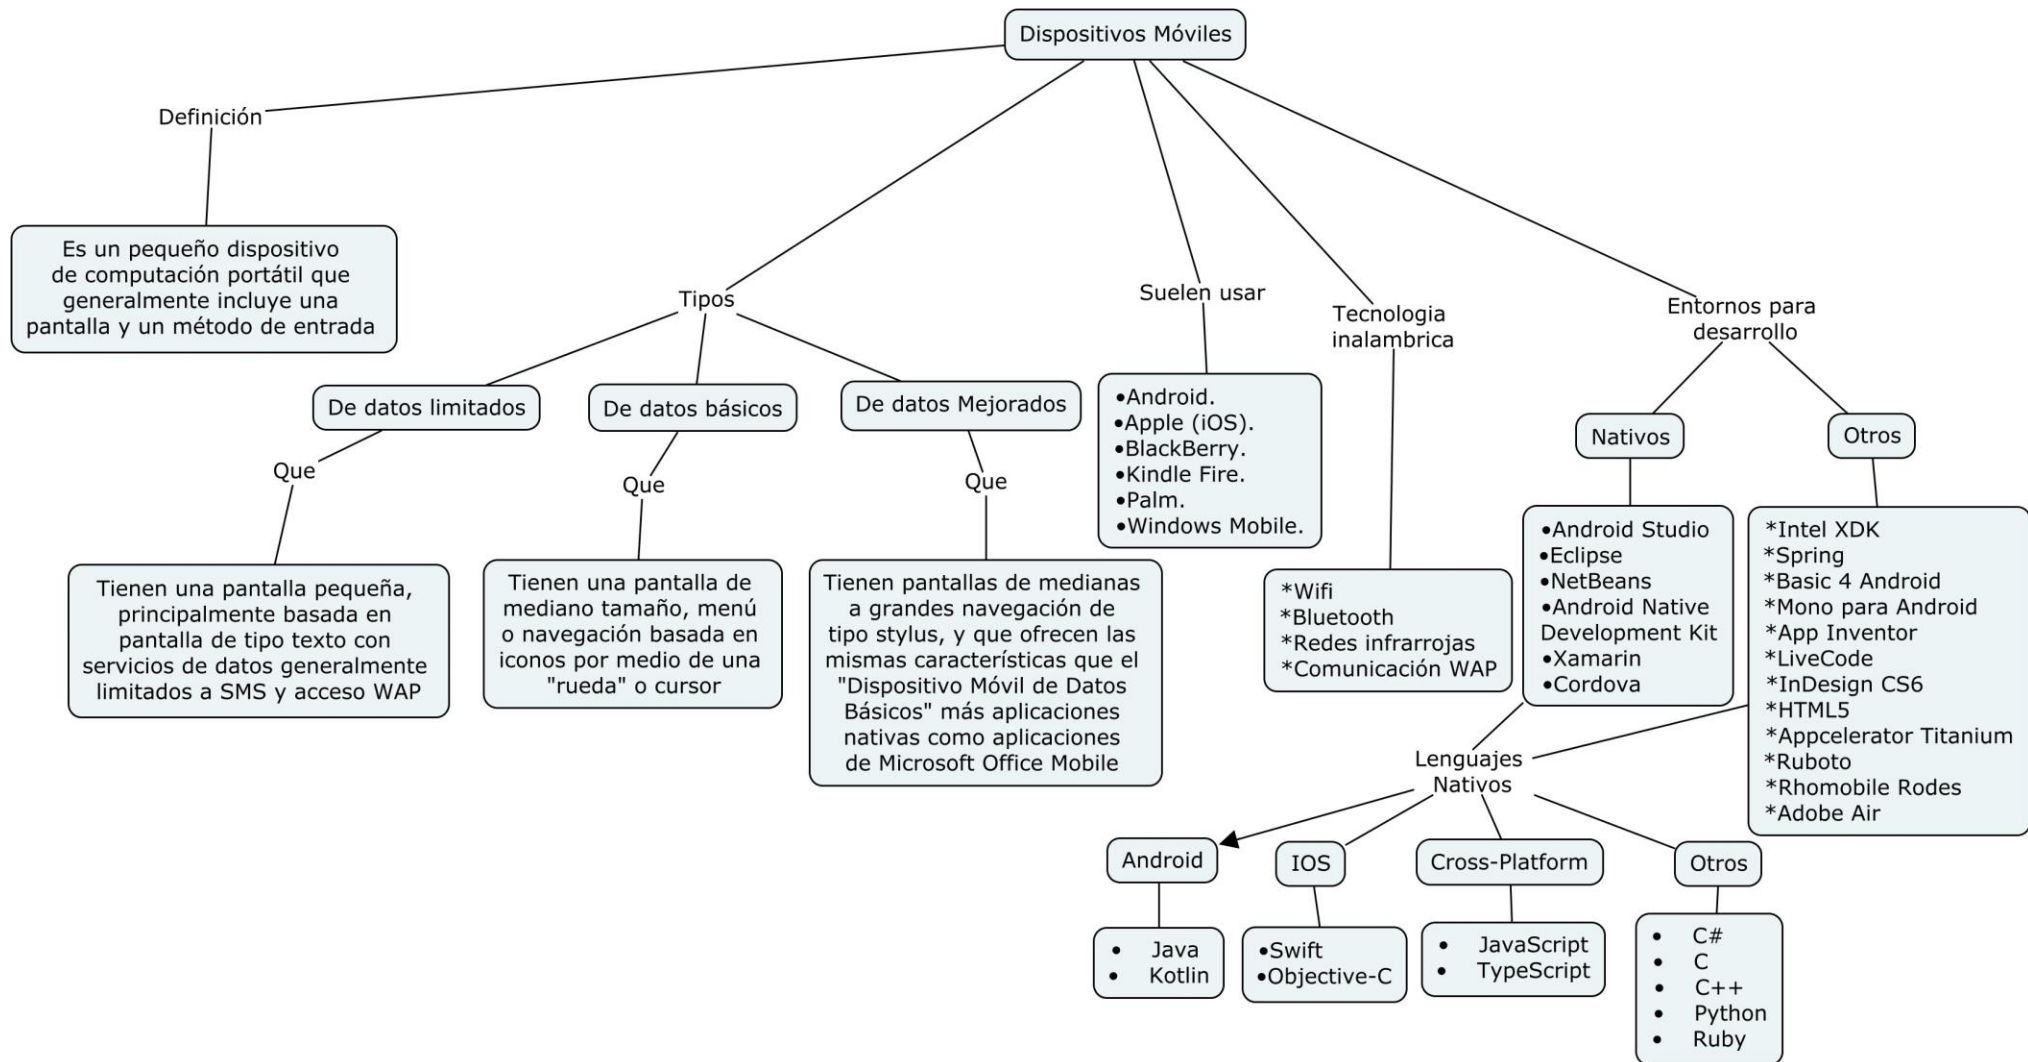 Dispositivos Móviles
Definición
Es un pequeño dispositivo
de computación portátil que
generalmente incluye una
pantalla y un método de entrada
Tipos
De datos limitados
Que
Tienen una pantalla pequeña,
principalmente basada en
pantalla de tipo texto con
servicios de datos generalmente
limitados a SMS y acceso WAP
De datos básicos
Que
Tienen una pantalla de
mediano tamaño, menú
o navegación basada en
iconos por medio de una
"rueda" o cursor
De datos Mejorados
Que
Tienen pantallas de medianas
a grandes navegación de
tipo stylus, y que ofrecen las
mismas características que el
"Dispositivo Móvil de Datos
Básicos" más aplicaciones
nativas como aplicaciones
de Microsoft Office Mobile
Suelen usar
•Android.
•Apple (iOS).
•BlackBerry.
•Kindle Fire.
•Palm.
•Windows Mobile.
Tecnologia
inalambrica
*Wifi
*Bluetooth
*Redes infrarrojas
*Comunicación WAP
Entornos para
desarrollo
Nativos
•Android Studio
•Eclipse
•NetBeans
•Android Native
Development Kit
•Xamarin
•Cordova
Otros
*Intel XDK
*Spring
*Basic 4 Android
*Mono para Android
*App Inventor
*LiveCode
*InDesign CS6
*HTML5
*Appcelerator Titanium
*Ruboto
*Rhomobile Rodes
*Adobe Air
Lenguajes
Nativos
Android
• Java
• Kotlin
IOS
•Swift
•Objective-C
Cross-Platform
• JavaScript
• TypeScript
Otros
• C#
• C
• C++
• Python
• Ruby